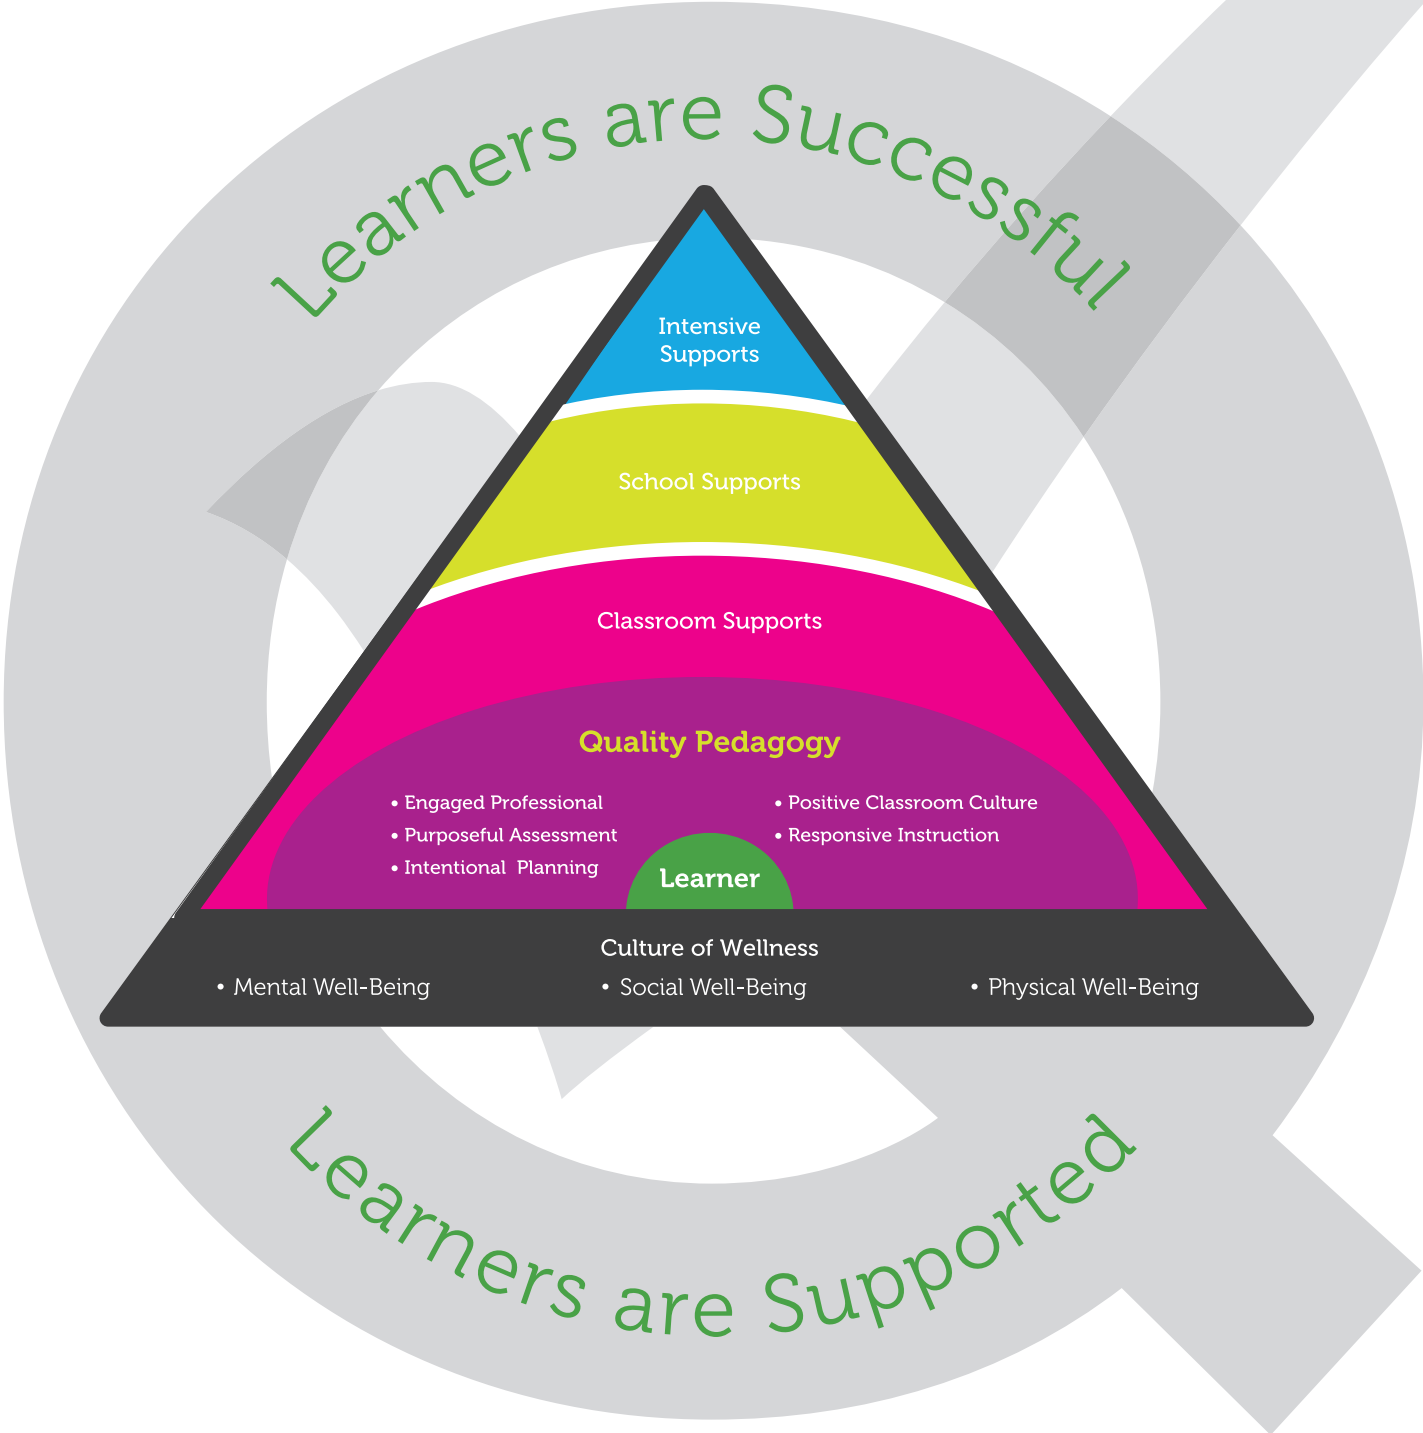 Learners are Successful
Intensive
Supports
School Supports
Classroom Supports
Quality Pedagogy
• Engaged Professional
• Purposeful Assessment
• Intentional Planning
• Positive Classroom Culture
• Responsive Instruction
Learner
Culture of Wellness
• Mental Well-Being
• Social Well-Being
• Physical Well-Being
Learners are Supported